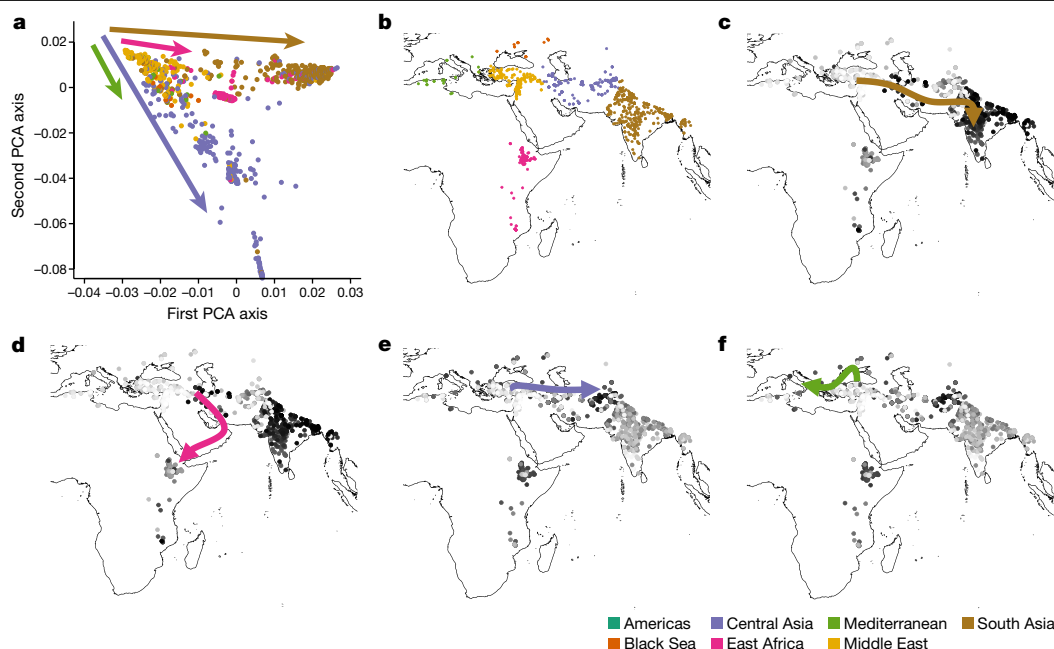 a
b
c
0.02
0
−0.02
−0.04
−0.06
−0.08
Second PCA axis
−0.04 −0.03 −0.02 −0.01 0 0.01 0.02 0.03
First PCA axis
d
e
f
Americas Central Asia Mediterranean South Asia
Black Sea East Africa Middle East